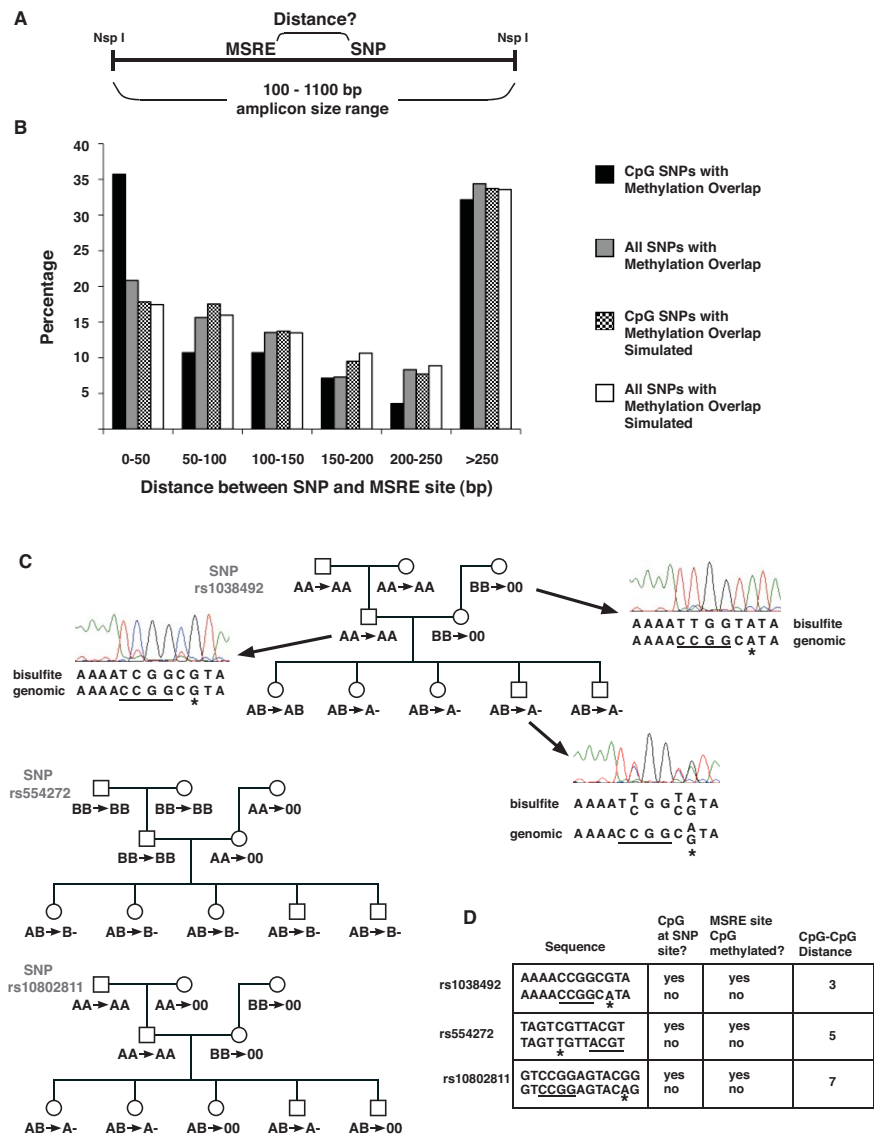 A
Distance?
Nsp I
Nsp I
MSRE
SNP
100 - 1100 bp
amplicon size range
B
Percentage
40
35
30
25
20
15
10
5
0-50
50-100
100-150
150-200
200-250
>250
Distance between SNP and MSRE site (bp)
CpG SNPs with
Methylation Overlap
All SNPs with
Methylation Overlap
CpG SNPs with
Methylation Overlap
Simulated
All SNPs with
Methylation Overlap
Simulated
C
SNP
rs1038492
AA→AA
AA→AA
BB→00
AA→AA
BB→00
AB→AB
AB→A-
AB→A-
AB→A-
AB→A-
bisulfite
A A A A T C G G C G T A
genomic
A A A A C C G G C G T A
*
A A A A T T G G T A T A
bisulfite
A A A A C C G G C A T A
genomic
*
bisulfite
A A A A T T G G T A T A
C C G
genomic
A A A A C C G G C A T A
G
*
SNP
rs554272
BB→BB
BB→BB
AA→00
BB→BB
AA→00
AB→B-
AB→B-
AB→B-
AB→B-
AB→B-
SNP
rs10802811
AA→AA
AA→00
BB→00
AA→AA
BB→00
AB→A-
AB→A-
AB→00
AB→A-
AB→00
D
Sequence
CpG
at SNP
site?
MSRE site
CpG
methylated?
CpG-CpG
Distance
rs1038492
AAAACCGGCGTA
yes
yes
3
AAAACCGGCATA
no
no
*
rs554272
TAGTCGTTACGT
yes
yes
5
TAGTTGTTACGT
no
no
*
rs10802811
GTCCGGAGTACGG
yes
yes
7
GTCCGGAGTACAG
no
no
*